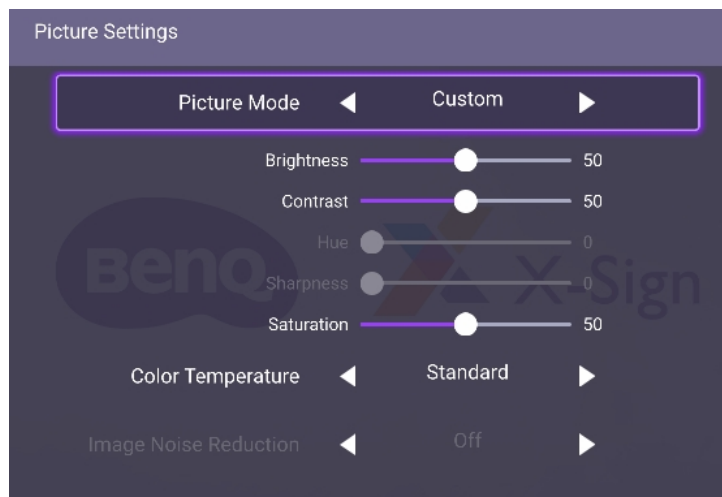 Picture Settings
Picture Mode Custom
Brightness 50
Contrast 50
Hue 0
Sharpness 0
BenQ X-Sign
Saturation 50
Color Temperature Standard
Image Noise Reduction Off